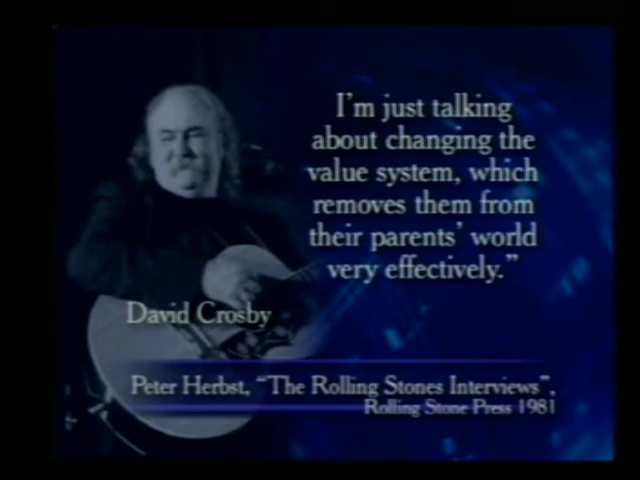 I'm just talking
about changing the
value system, which
removes them from
their parents' world
very effectively."
David Crosby
Peter Herbst, "The Rolling Stones Interviews",
Rolling Stone Press 1981